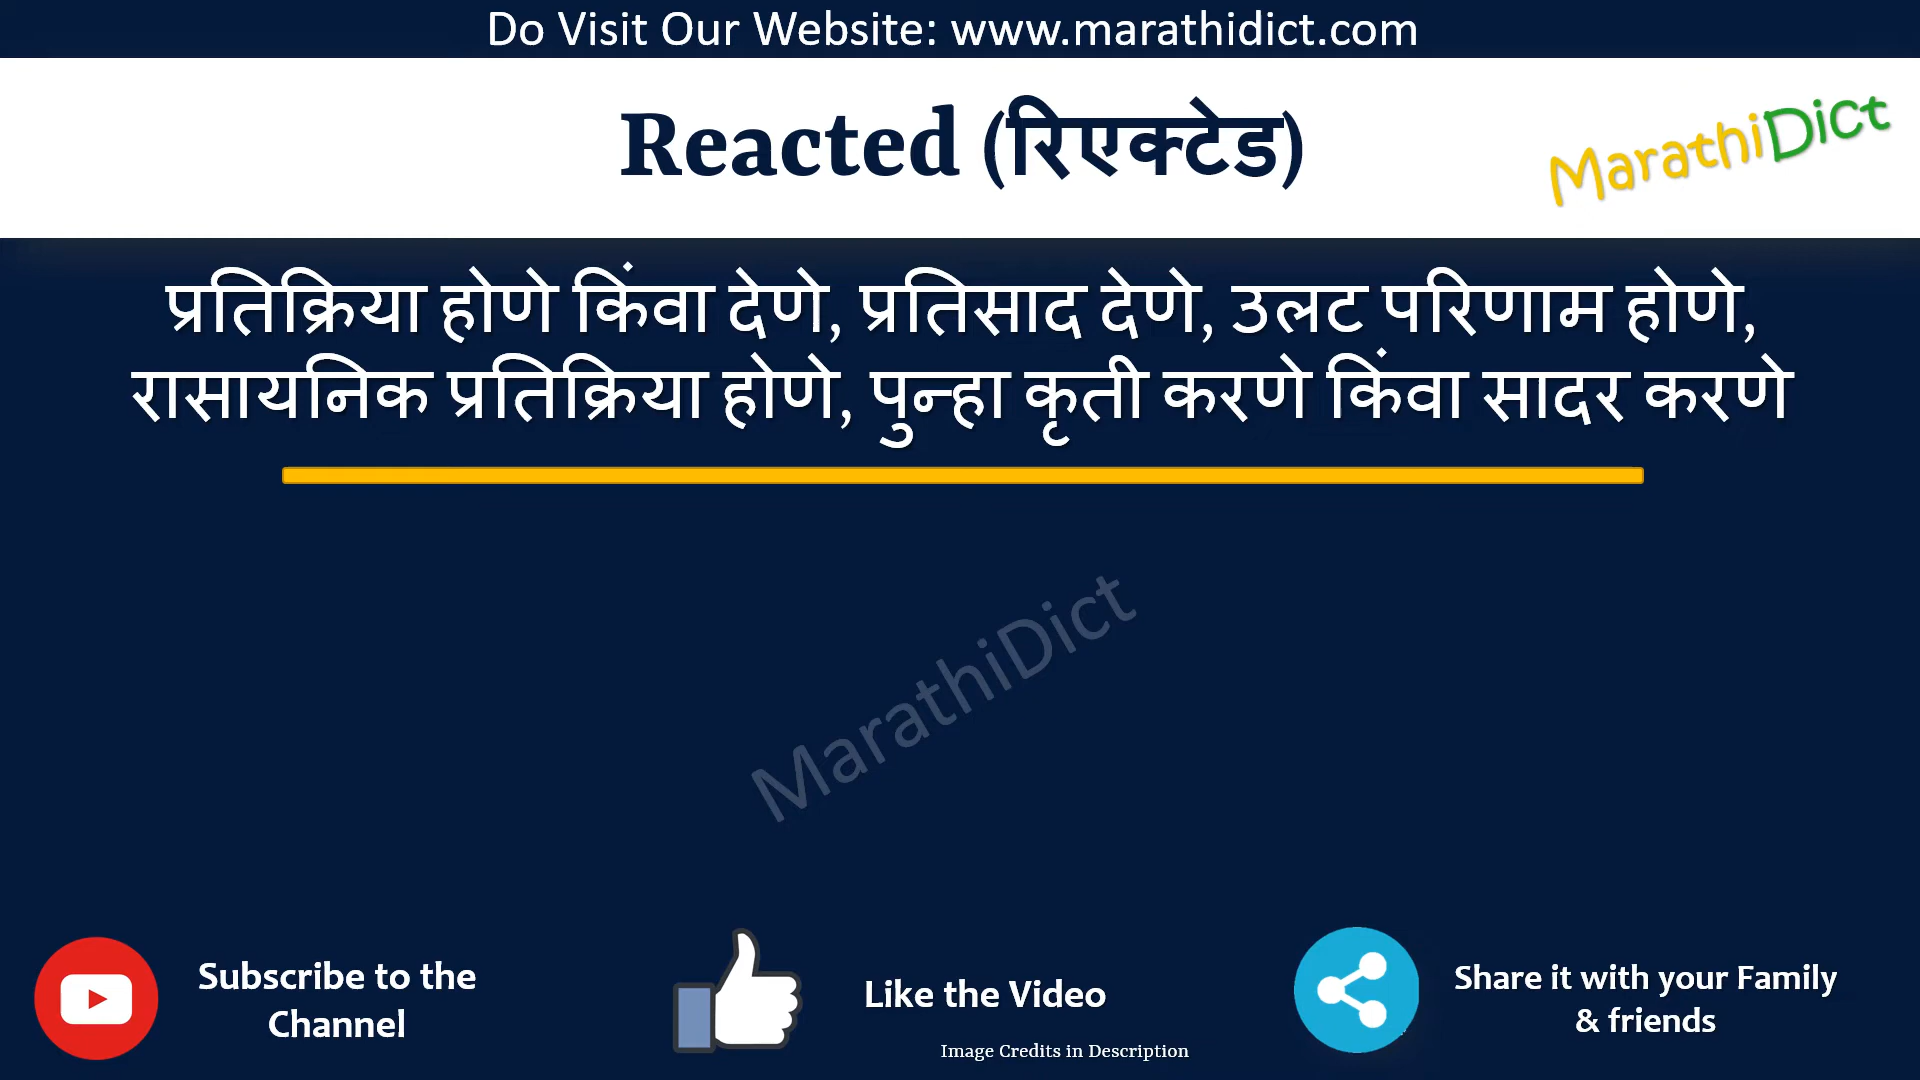 Do Visit Our Website: www.marathidict.com
Reacted (रिएक्टेड)
MarathiDict
प्रतिक्रिया होणे किंवा देणे, प्रतिसाद देणे, उलट परिणाम होणे,
रासायनिक प्रतिक्रिया होणे, पुन्हा कृती करणे किंवा सादर करणे
MarathiDict
Subscribe to the
Channel
Like the Video
Share it with your Family
& friends
Image Credits in Description